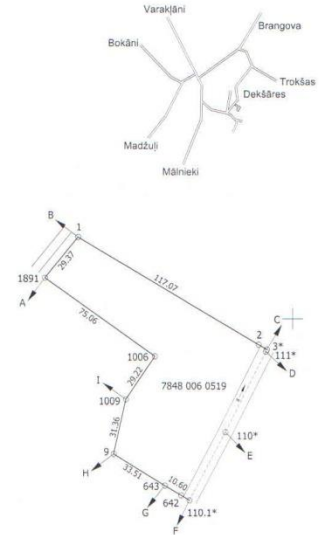 Varakļāni
Brangova
Bokāni
Trokšas
Dekšāres
Madžuļi
Mālnieki
B
1
29.37
1891
A
117.07
75.06
C
2
3*
111*
D
1006
I
29.22
7848 006 0519
1009
31.36
110*
E
9
H
33.51
10.60
643
642
G
110.1*
F